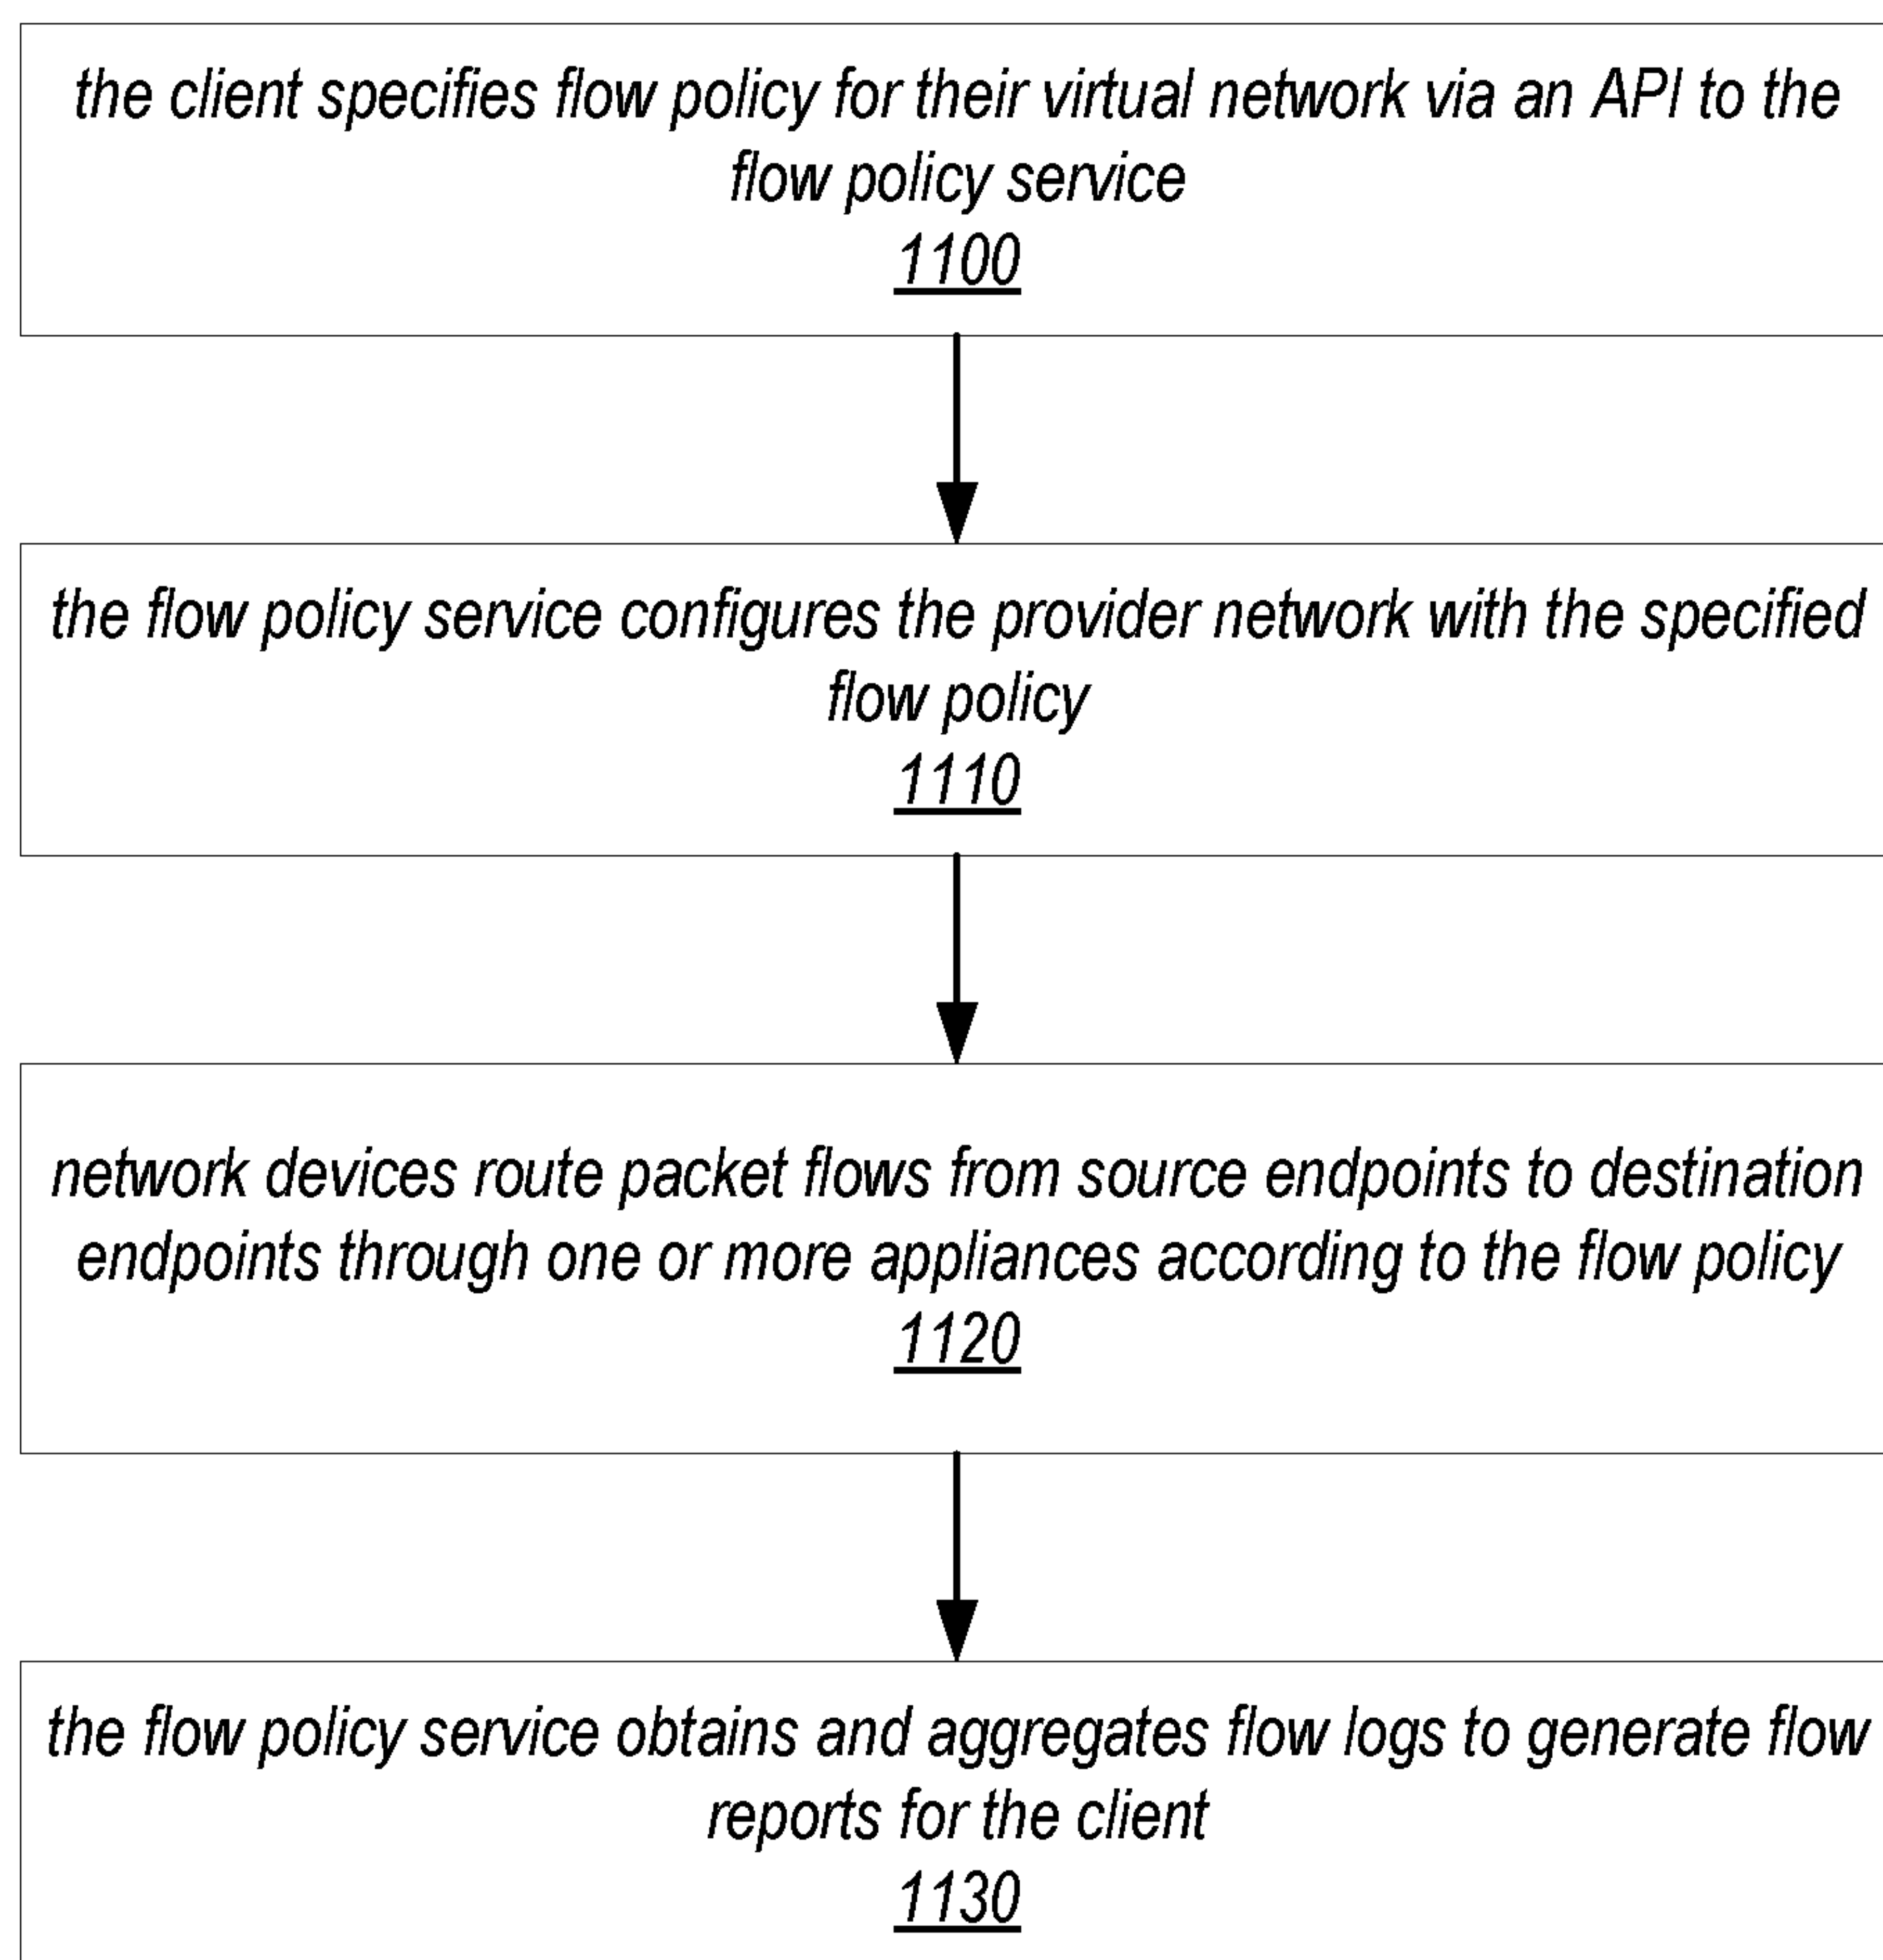 the client specifies flow policy for their virtual network via an API to the
flow policy service
1100
the flow policy service configures the provider network with the specified
flow policy
1110
network devices route packet flows from source endpoints to destination
endpoints through one or more appliances according to the flow policy
1120
the flow policy service obtains and aggregates flow logs to generate flow
reports for the client
1130